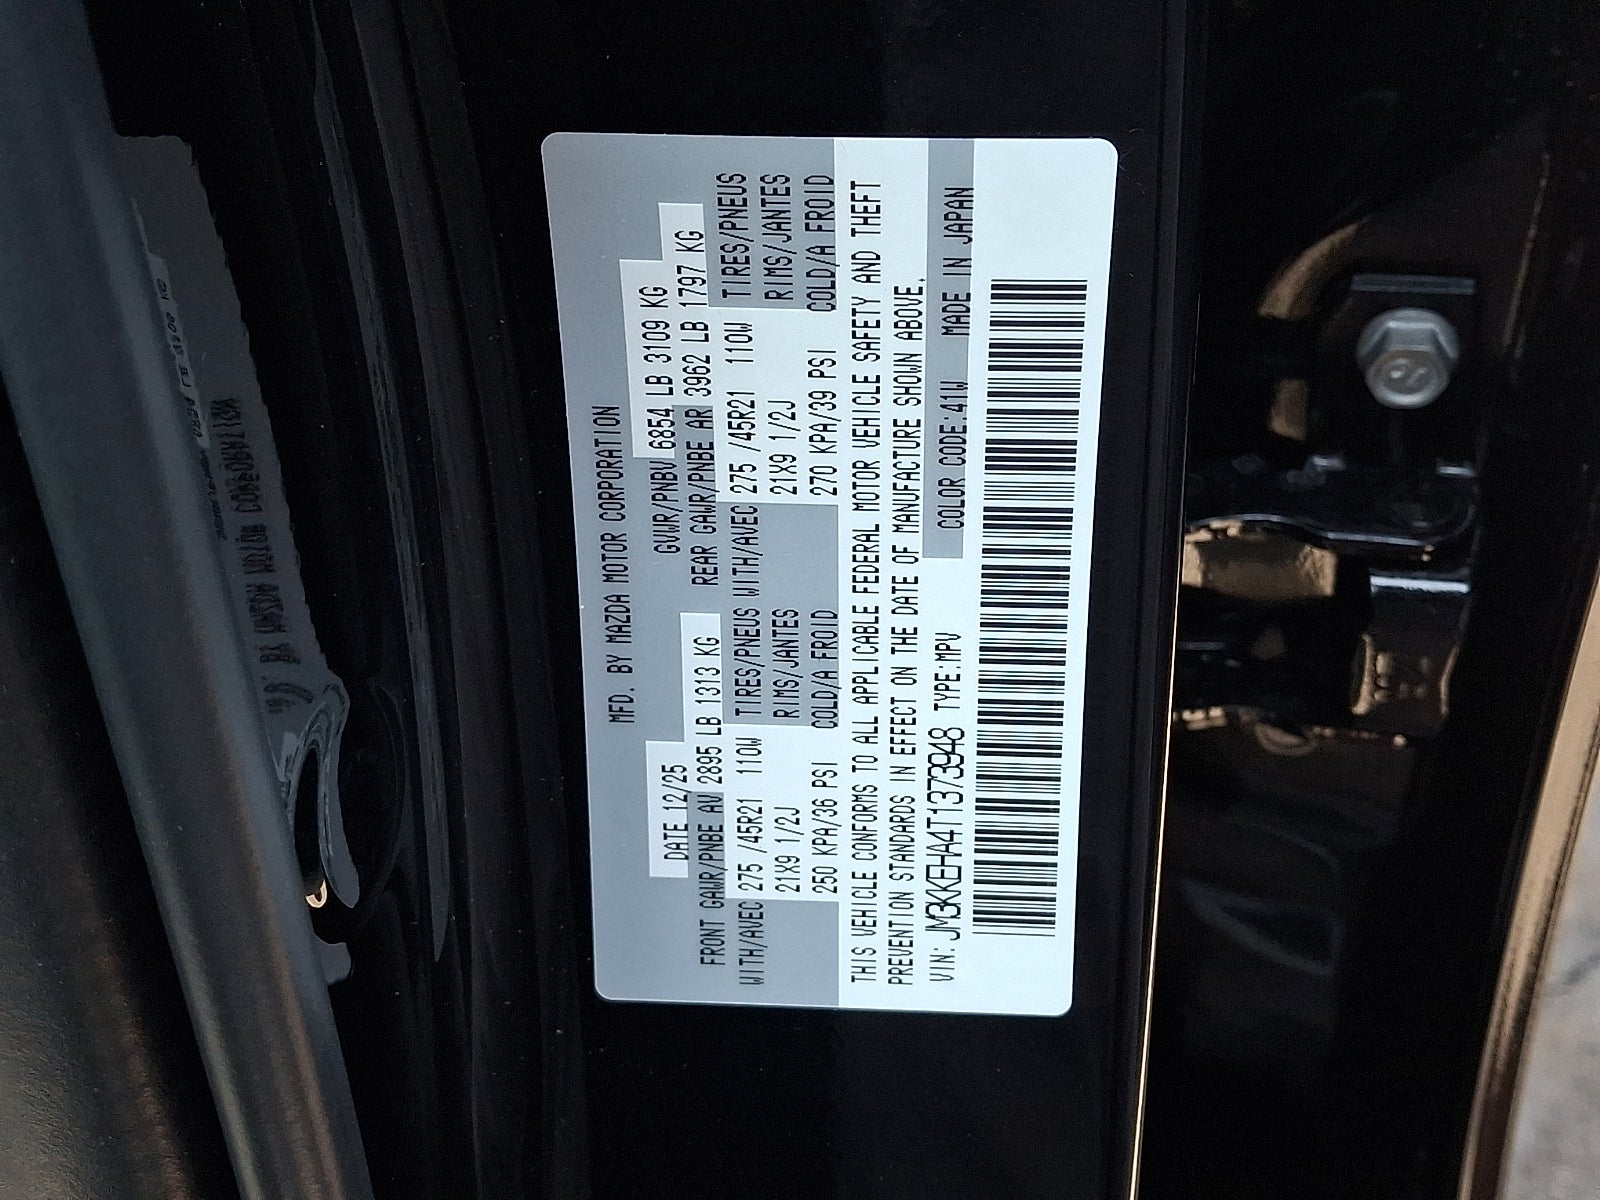 MFD. BY MAZDA MOTOR CORPORATION
DATE 12/25 GVWR/PNBV 6854 LB 3109 KG
FRONT GAWR/PNBE AV 2895 LB 1313 KG REAR GAWR/PNBE AR 3962 LB 1797 KG
WITH/AVEC 275 /45R21 110W TIRES/PNEUS WITH/AVEC 275 /45R21 110W TIRES/PNEUS
21X9 1/2J RIMS/JANTES 21X9 1/2J RIMS/JANTES
250 KPA/36 PSI COLD/A FROID 270 KPA/39 PSI COLD/A FROID
THIS VEHICLE CONFORMS TO ALL APPLICABLE FEDERAL MOTOR VEHICLE SAFETY AND THEFT
PREVENTION STANDARDS IN EFFECT ON THE DATE OF MANUFACTURE SHOWN ABOVE.
VIN: JM3KKEHA4T1373948 TYPE:MPV COLOR CODE:41W MADE IN JAPAN